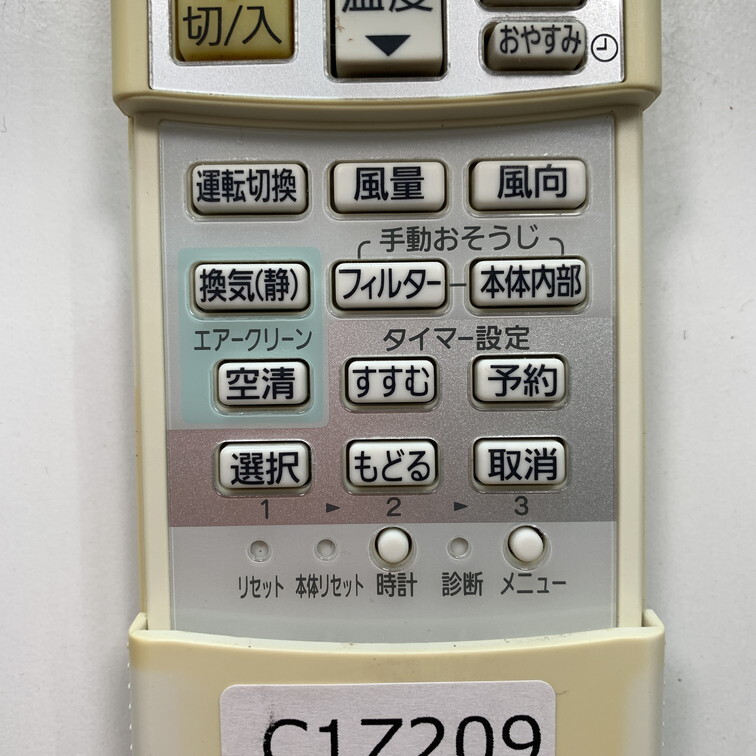 温度
切/入
▼
おやすみ
運転切換 風量 風向
手動おそうじ
換気(静) フィルター 本体内部
エアークリーン タイマー設定
空清 すすむ 予約
選択 もどる 取消
1 ► 2 ► 3
リセット 本体リセット 時計 診断 メニュー
C1Z209